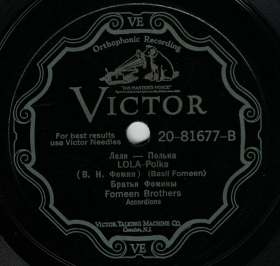 VE
Orthophonic Recording
"HIS MASTER'S VOICE"
VICTOR
For best results
use Victor Needles
20-81677-B
Леля — Полька
LOLA-Polka
(В. Н. Фомин) (Basil Fomeen)
Братья Фомины
Fomeen Brothers
Accordions
VICTOR TALKING MACHINE CO.
Camden, N.J.
VE